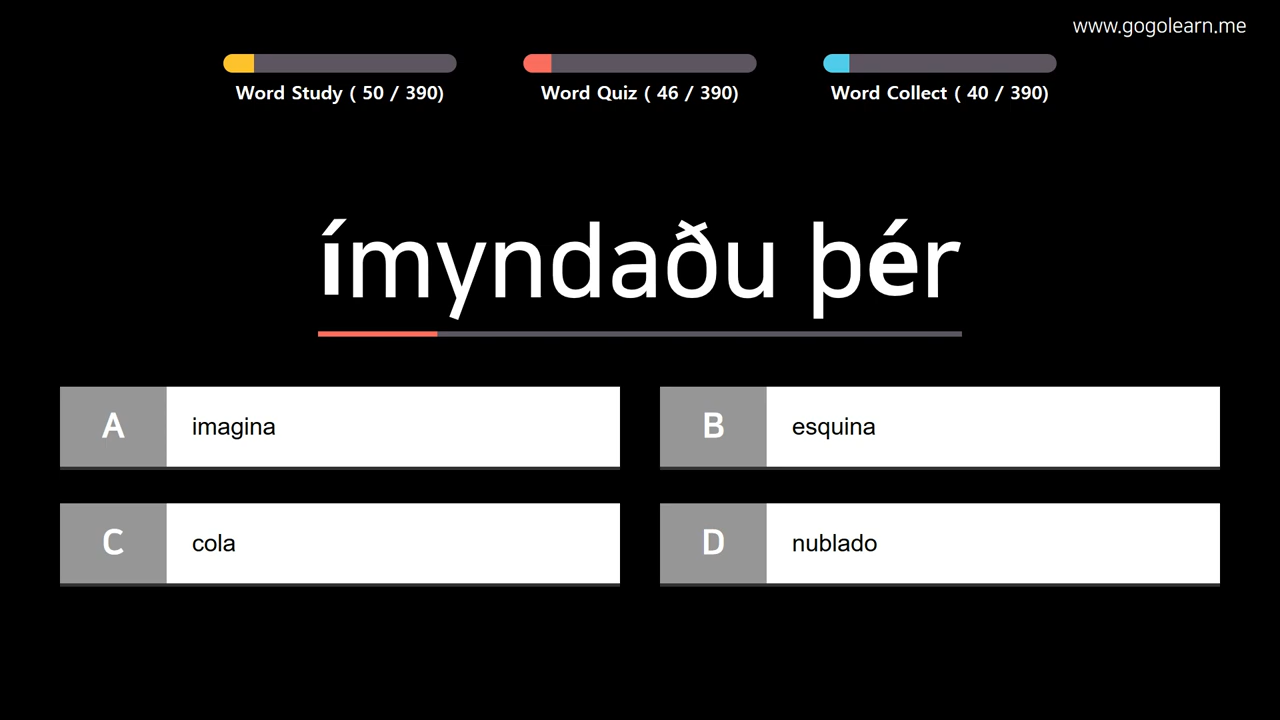 www.gogolearn.me
Word Study ( 50 / 390)
Word Quiz ( 46 / 390)
Word Collect ( 40 / 390)
ímyndaðu þér
A imagina
B esquina
C cola
D nublado